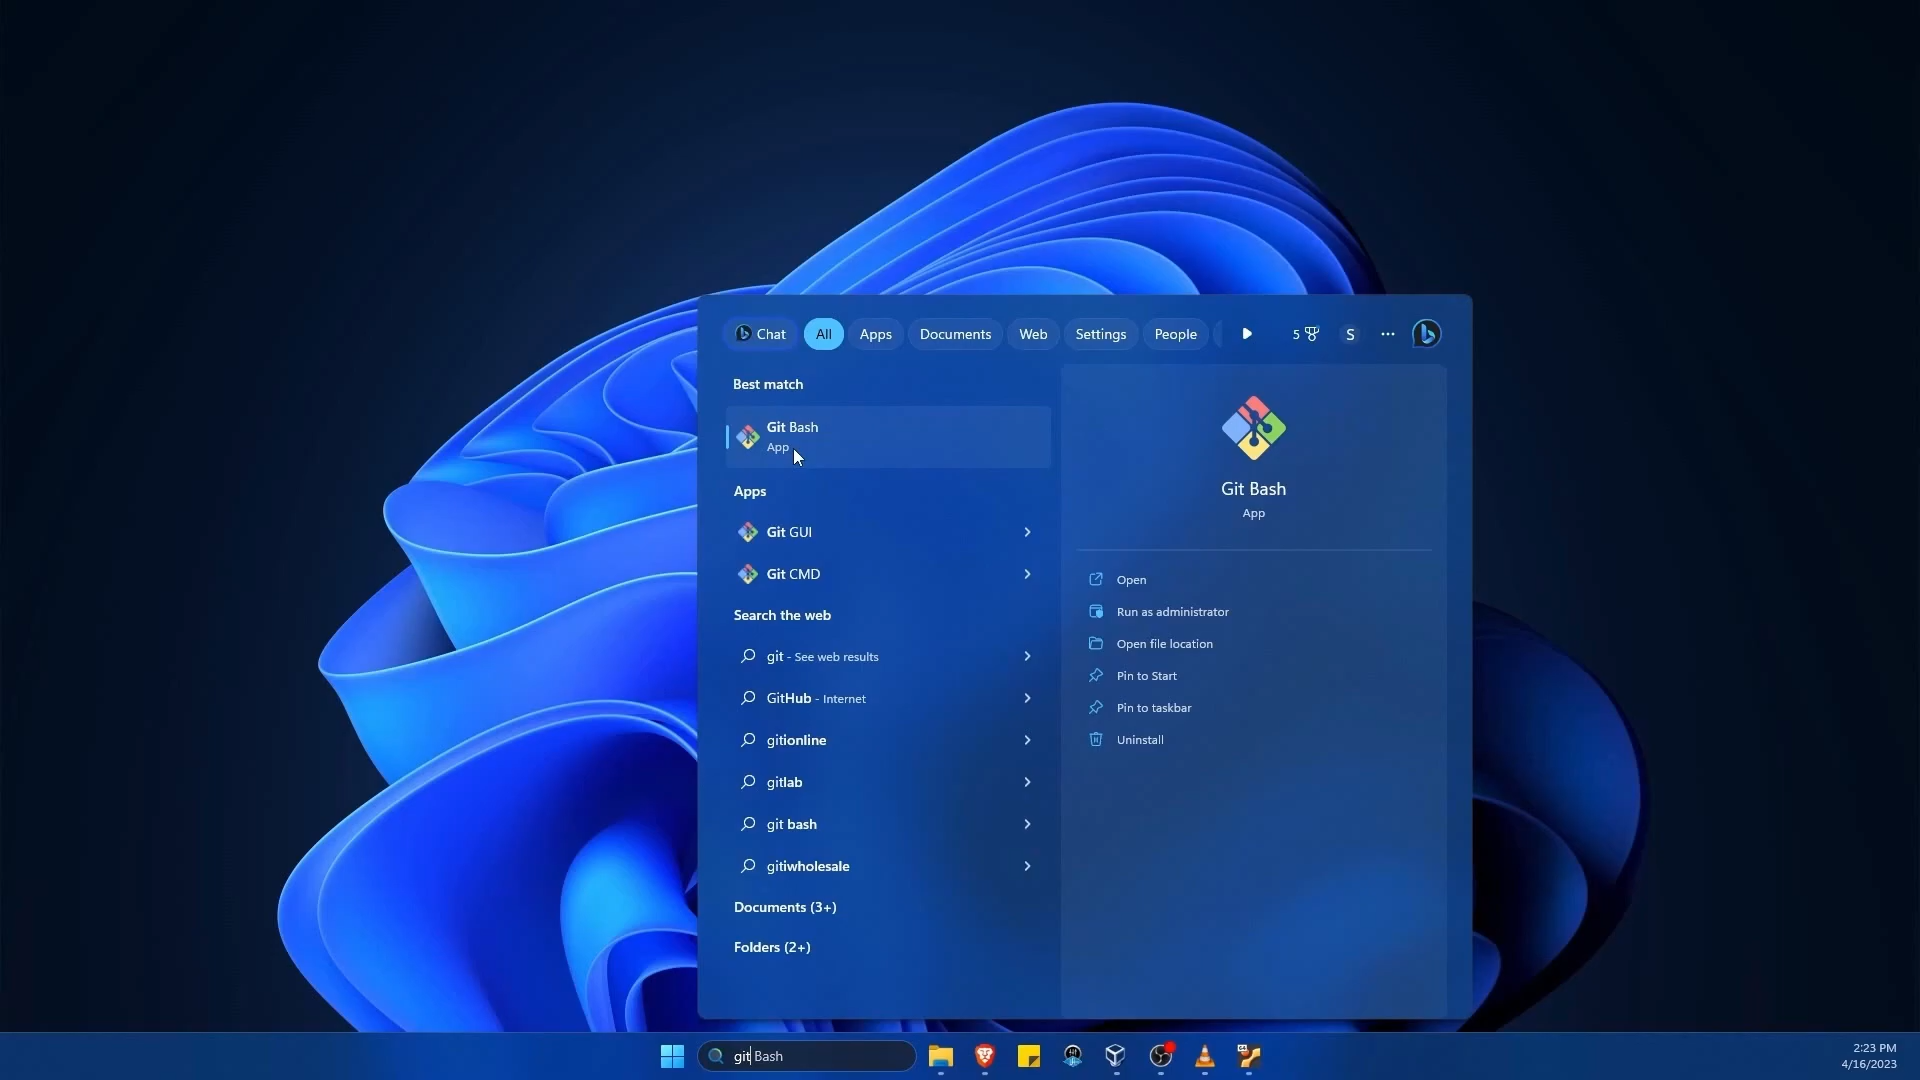 Chat
All
Apps
Documents
Web
Settings
People
5
S
Best match
Git Bash
App
Apps
Git GUI
Git CMD
Search the web
git - See web results
GitHub - Internet
gitionline
gitlab
git bash
gitiwholesale
Documents (3+)
Folders (2+)
Git Bash
App
Open
Run as administrator
Open file location
Pin to Start
Pin to taskbar
Uninstall
git Bash
2:23 PM
4/16/2023